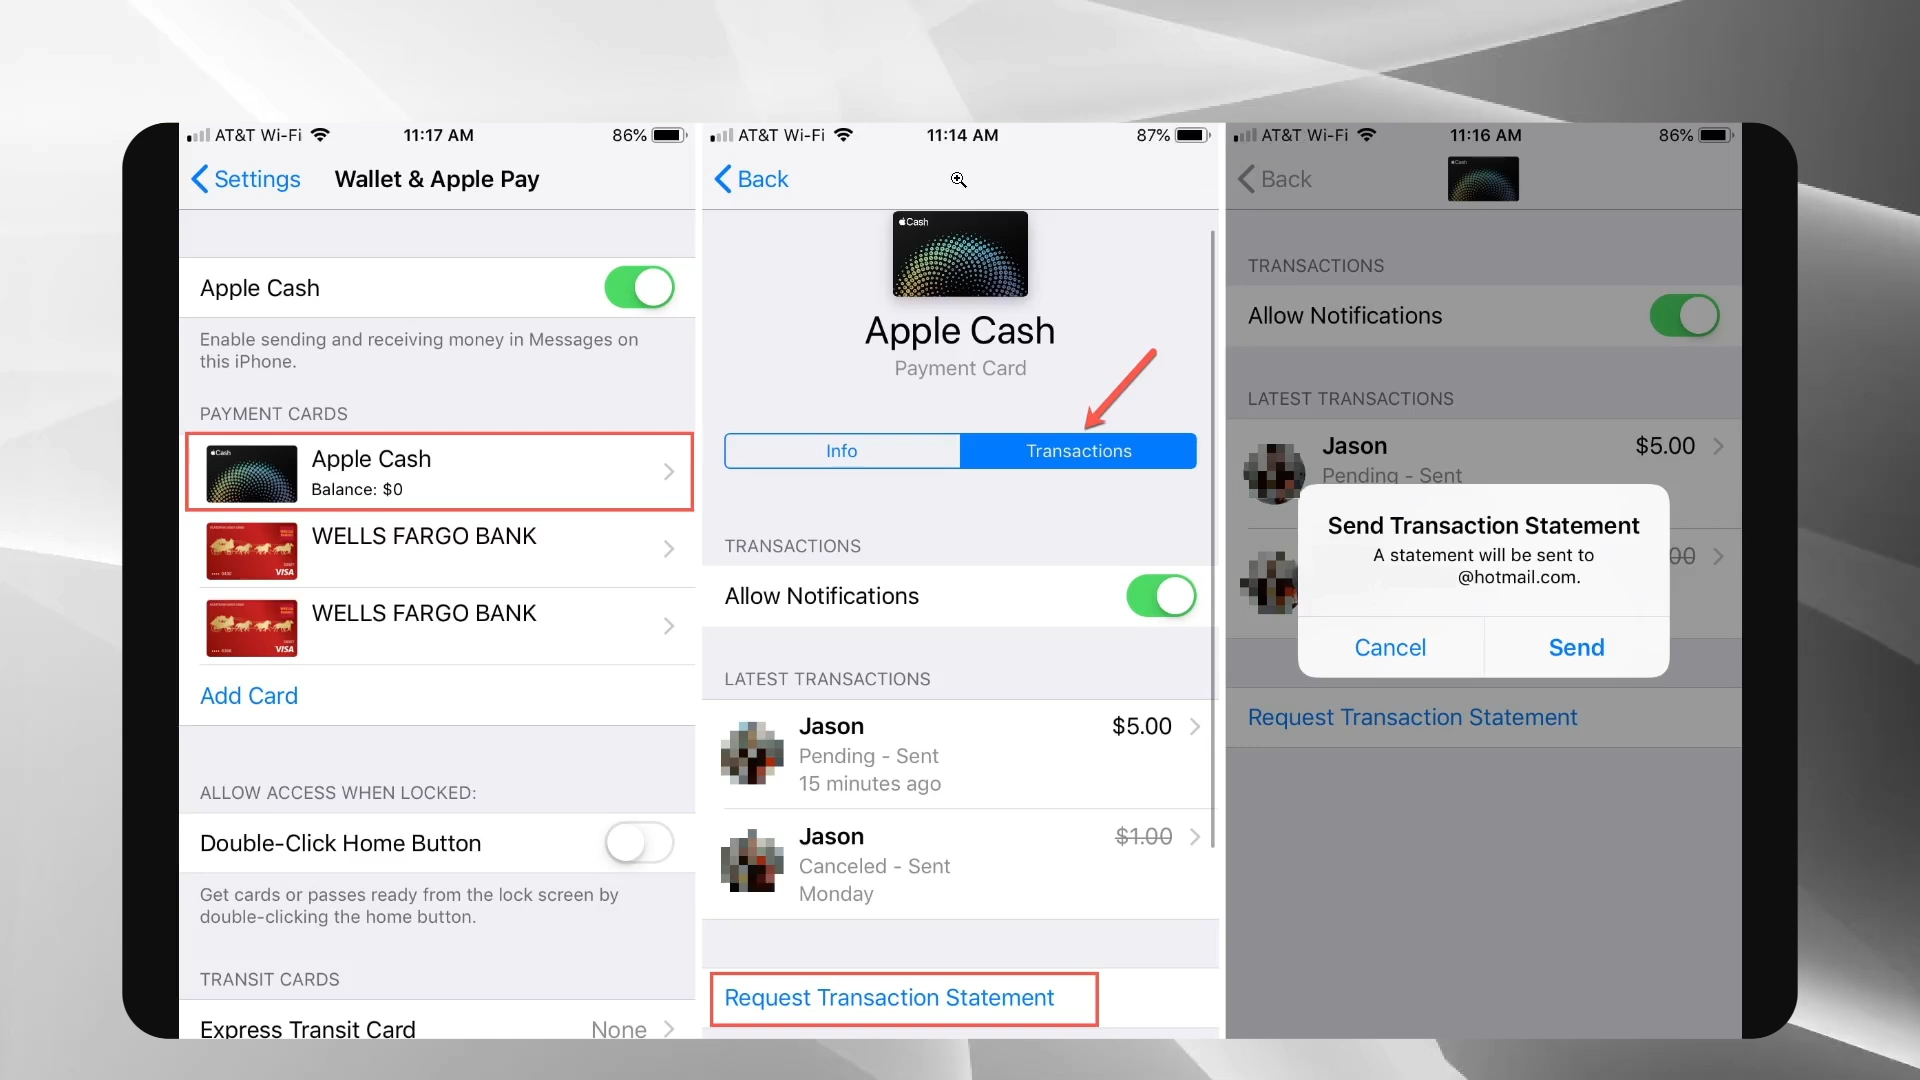 AT&T Wi-Fi 11:17 AM 86%
Settings Wallet & Apple Pay
Apple Cash
Enable sending and receiving money in Messages on
this iPhone.
PAYMENT CARDS
Cash
Apple Cash
Balance: $0
WELLS FARGO BANK
VISA
WELLS FARGO BANK
VISA
Add Card
ALLOW ACCESS WHEN LOCKED:
Double-Click Home Button
Get cards or passes ready from the lock screen by
double-clicking the home button.
TRANSIT CARDS
Express Transit Card None
AT&T Wi-Fi 11:14 AM 87%
Back
Cash
Apple Cash
Payment Card
Info Transactions
TRANSACTIONS
Allow Notifications
LATEST TRANSACTIONS
Jason $5.00
Pending - Sent
15 minutes ago
Jason $1.00
Canceled - Sent
Monday
Request Transaction Statement
AT&T Wi-Fi 11:16 AM 86%
Back
Cash
TRANSACTIONS
Allow Notifications
LATEST TRANSACTIONS
Jason $5.00
Pending - Sent
00
Send Transaction Statement
A statement will be sent to
@hotmail.com.
Cancel Send
Request Transaction Statement